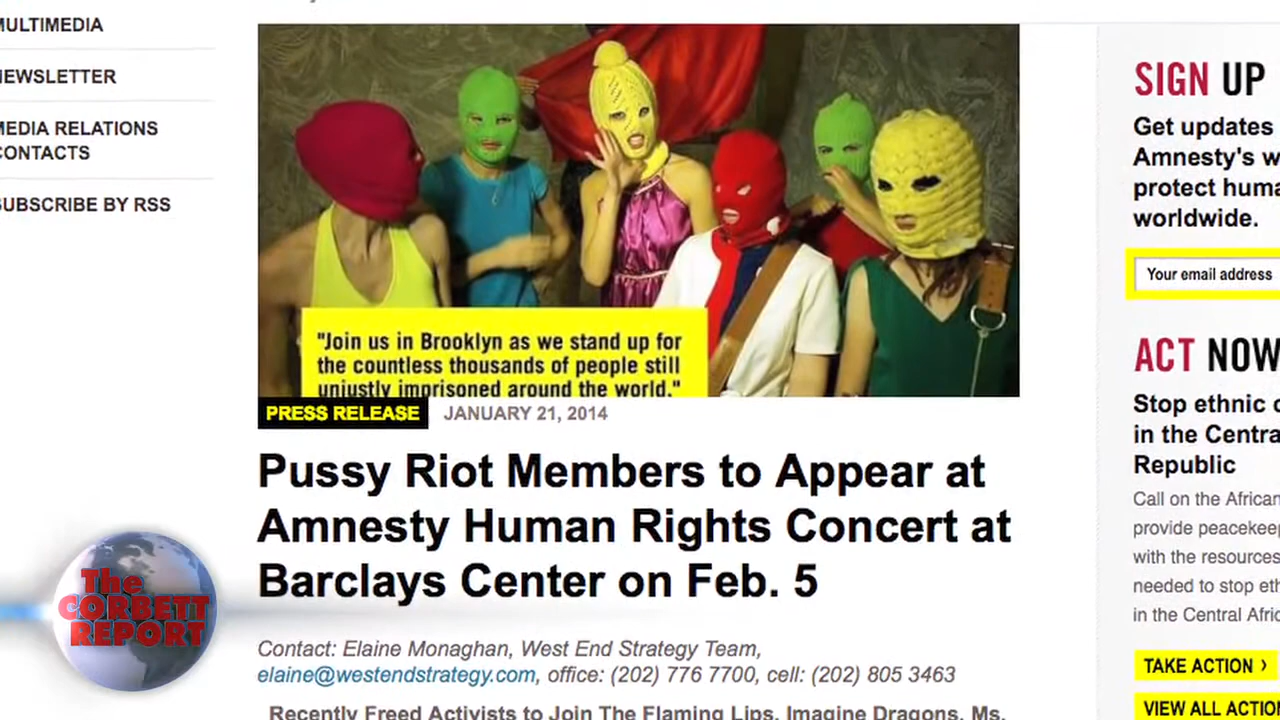 MULTIMEDIA
NEWSLETTER
MEDIA RELATIONS
CONTACTS
SUBSCRIBE BY RSS
"Join us in Brooklyn as we stand up for
the countless thousands of people still
unjustly imprisoned around the world."
PRESS RELEASE JANUARY 21, 2014
Pussy Riot Members to Appear at
Amnesty Human Rights Concert at
Barclays Center on Feb. 5
Contact: Elaine Monaghan, West End Strategy Team,
elaine@westendstrategy.com, office: (202) 776 7700, cell: (202) 805 3463
Recently Freed Activists to Join The Flaming Lips, Imagine Dragons, Ms.
SIGN UP
Get updates
Amnesty's w
protect huma
worldwide.
Your email address
ACT NOW
Stop ethnic c
in the Centra
Republic
Call on the African
provide peacekeep
with the resources
needed to stop eth
in the Central Afric
TAKE ACTION ›
VIEW ALL ACTION
The
CORBETT
REPORT